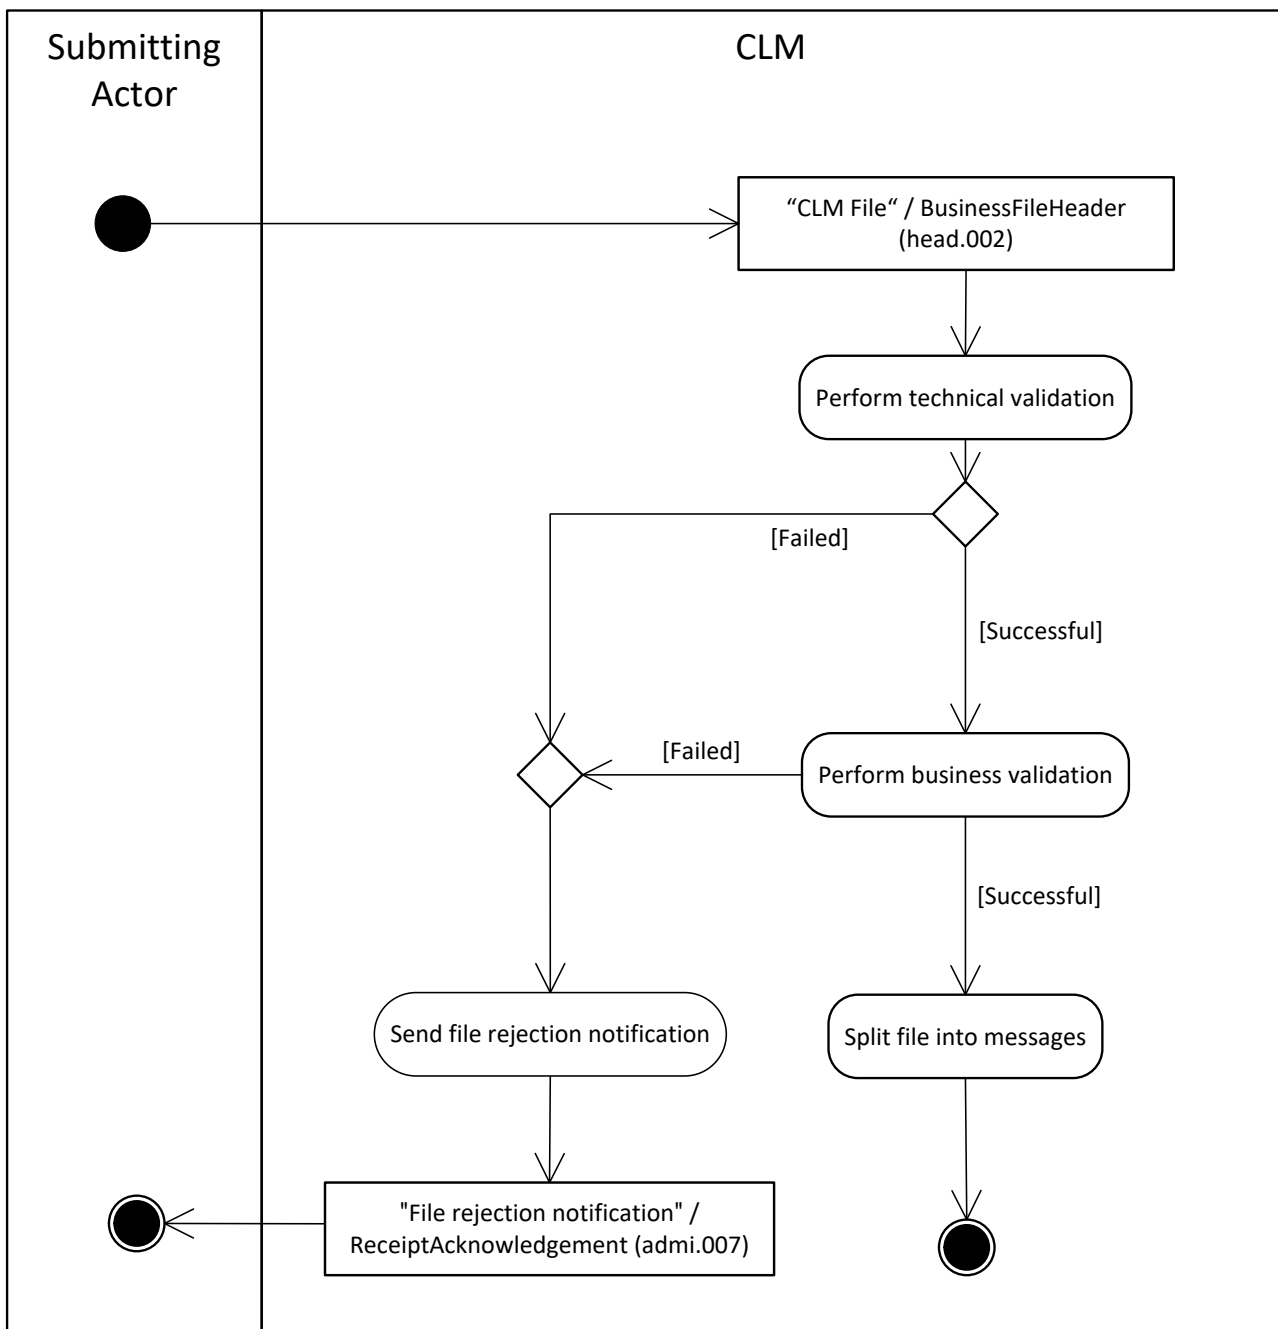 Submitting
Actor
CLM
“CLM File“ / BusinessFileHeader
(head.002)
Perform technical validation
[Failed]
[Successful]
[Failed]
Perform business validation
[Successful]
Send file rejection notification
Split file into messages
"File rejection notification" /
ReceiptAcknowledgement (admi.007)